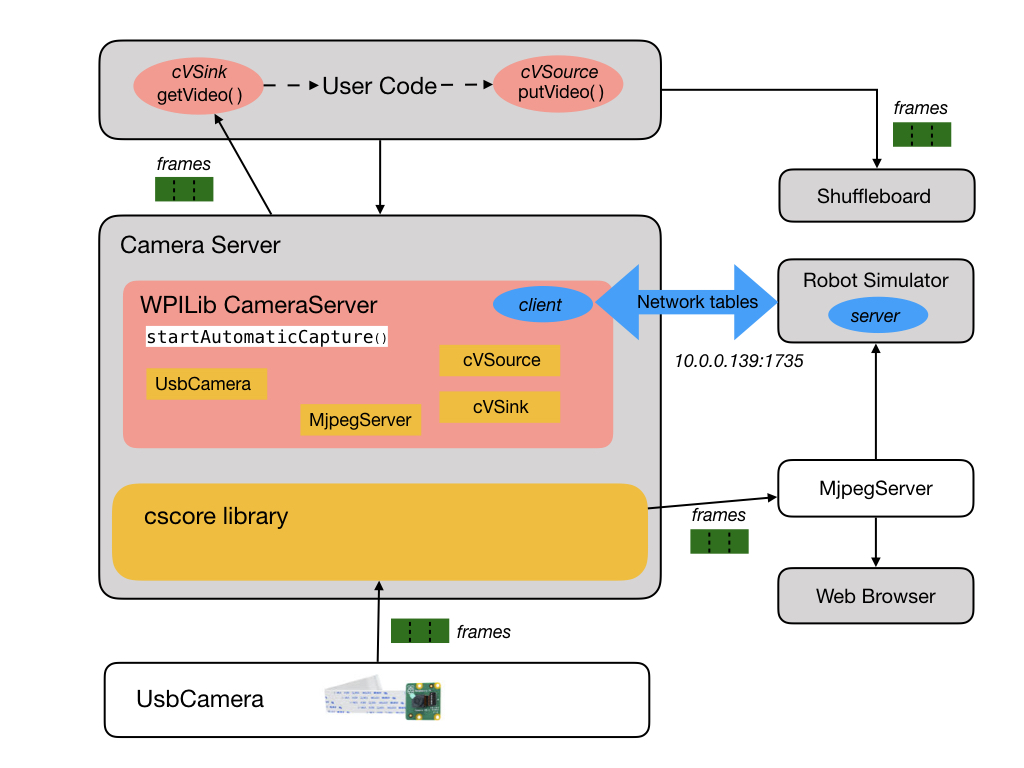 cVSink
getVideo( )
User Code
cVSource
putVideo( )
frames
frames
Shuffleboard
Camera Server
WPILib CameraServer
client
Network tables
Robot Simulator
server
startAutomaticCapture()
10.0.0.139:1735
UsbCamera
cVSource
cVSink
MjpegServer
cscore library
frames
MjpegServer
Web Browser
frames
UsbCamera